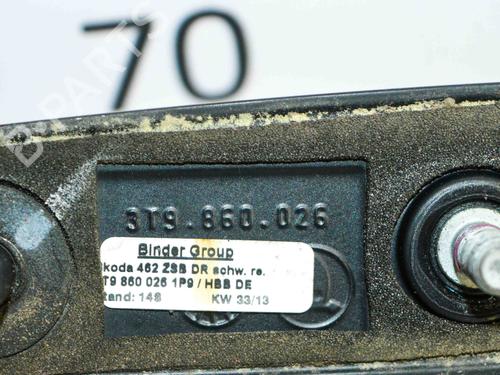 70
3T9.860.026
Binder Group
koda 462 ZSB DR schw. re.
T9 860 026 1P9 / HBB DE
tand: 148 KW 33/13